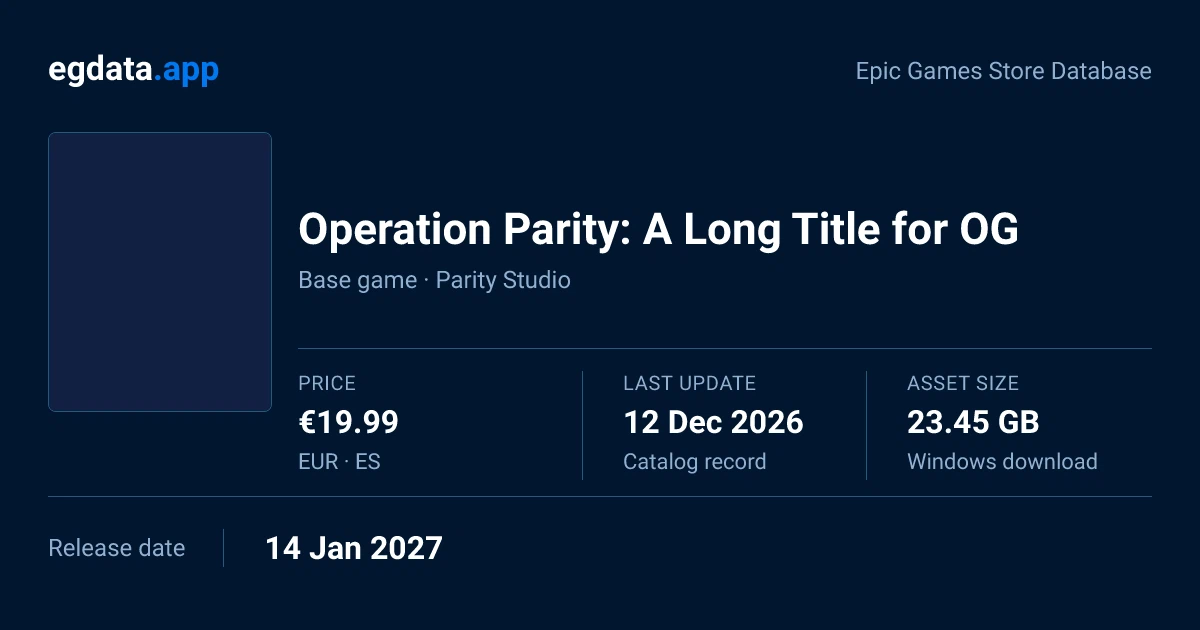 egdata.app
Epic Games Store Database
Operation Parity: A Long Title for OG
Base game · Parity Studio
PRICE
€19.99
EUR · ES
LAST UPDATE
12 Dec 2026
Catalog record
ASSET SIZE
23.45 GB
Windows download
Release date
14 Jan 2027